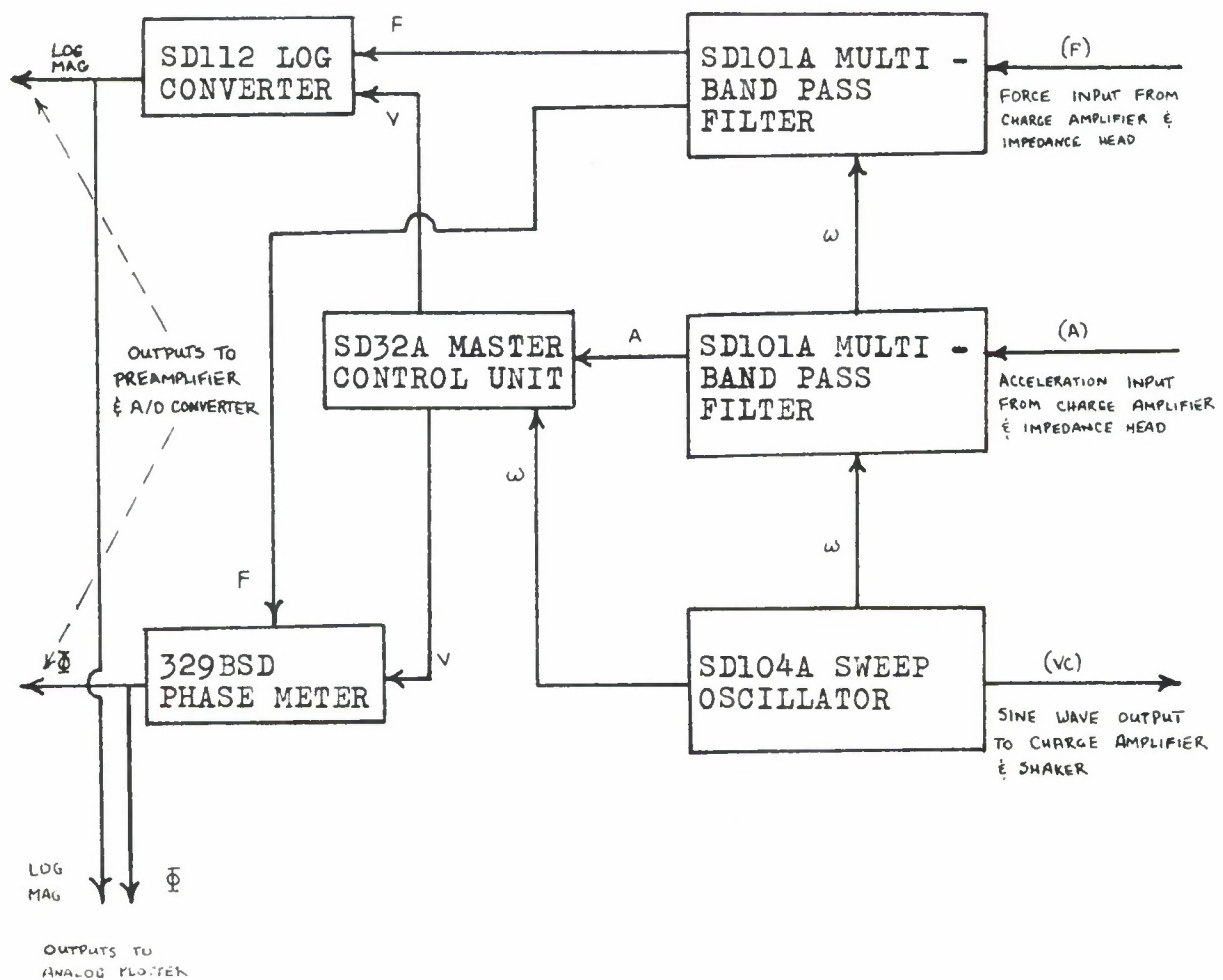 F
LOG
MAG
SD112 LOG
CONVERTER
V
SD101A MULTI -
BAND PASS
FILTER
(F)
FORCE INPUT FROM
CHARGE AMPLIFIER &
IMPEDANCE HEAD
ω
OUTPUTS TO
PREAMPLIFIER
& A/D CONVERTER
SD32A MASTER
CONTROL UNIT
A
SD101A MULTI -
BAND PASS
FILTER
(A)
ACCELERATION INPUT
FROM CHARGE AMPLIFIER
& IMPEDANCE HEAD
ω
ω
F
Φ
329BSD
PHASE METER
V
SD104A SWEEP
OSCILLATOR
(VC)
SINE WAVE OUTPUT
TO CHARGE AMPLIFIER
& SHAKER
LOG
MAG
Φ
OUTPUTS TO
ANALOG PLOTTER